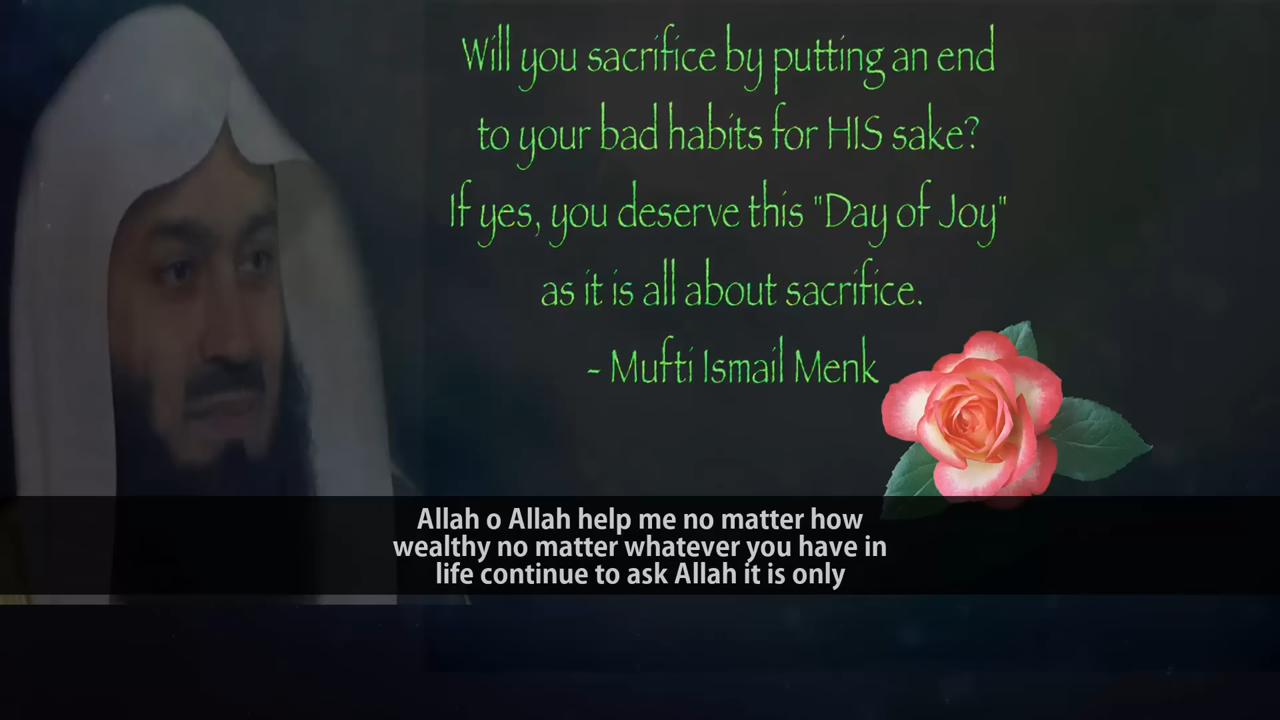 Will you sacrifice by putting an end
to your bad habits for HIS sake?
If yes, you deserve this "Day of Joy"
as it is all about sacrifice.
- Mufti Ismail Menk
Allah o Allah help me no matter how
wealthy no matter whatever you have in
life continue to ask Allah it is only